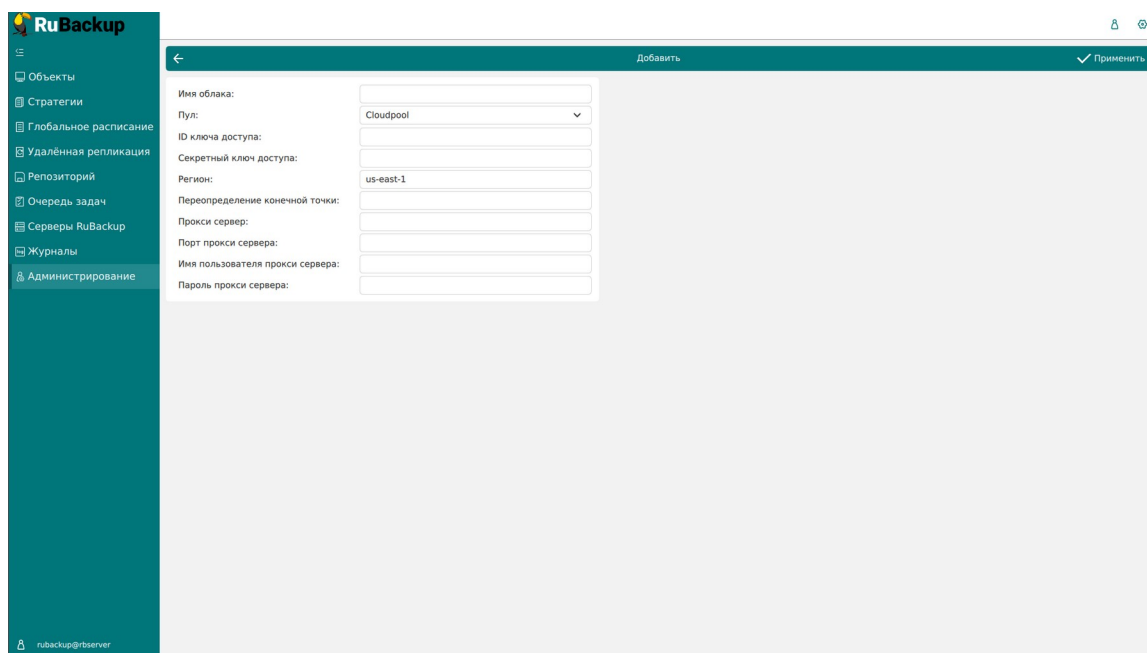 RuBackup
Объекты
Стратегии
Глобальное расписание
Удалённая репликация
Репозиторий
Очередь задач
Серверы RuBackup
Журналы
Администрирование
rubackup@rbserver
Добавить
Применить
Имя облака:
Пул: Cloudpool
ID ключа доступа:
Секретный ключ доступа:
Регион: us-east-1
Переопределение конечной точки:
Прокси сервер:
Порт прокси сервера:
Имя пользователя прокси сервера:
Пароль прокси сервера: